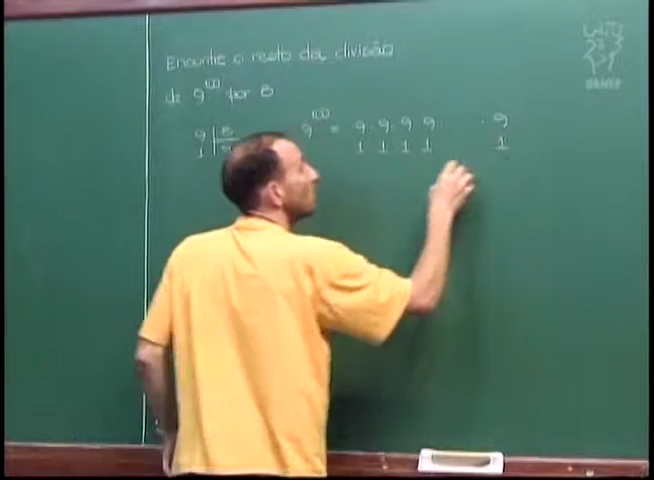 Encontre o resto da divisão
de 9¹⁰⁰ por 8
9 8
1
9¹⁰⁰ = 9 · 9 · 9 · 9 · · 9
1 1 1 1 1
OBMEP